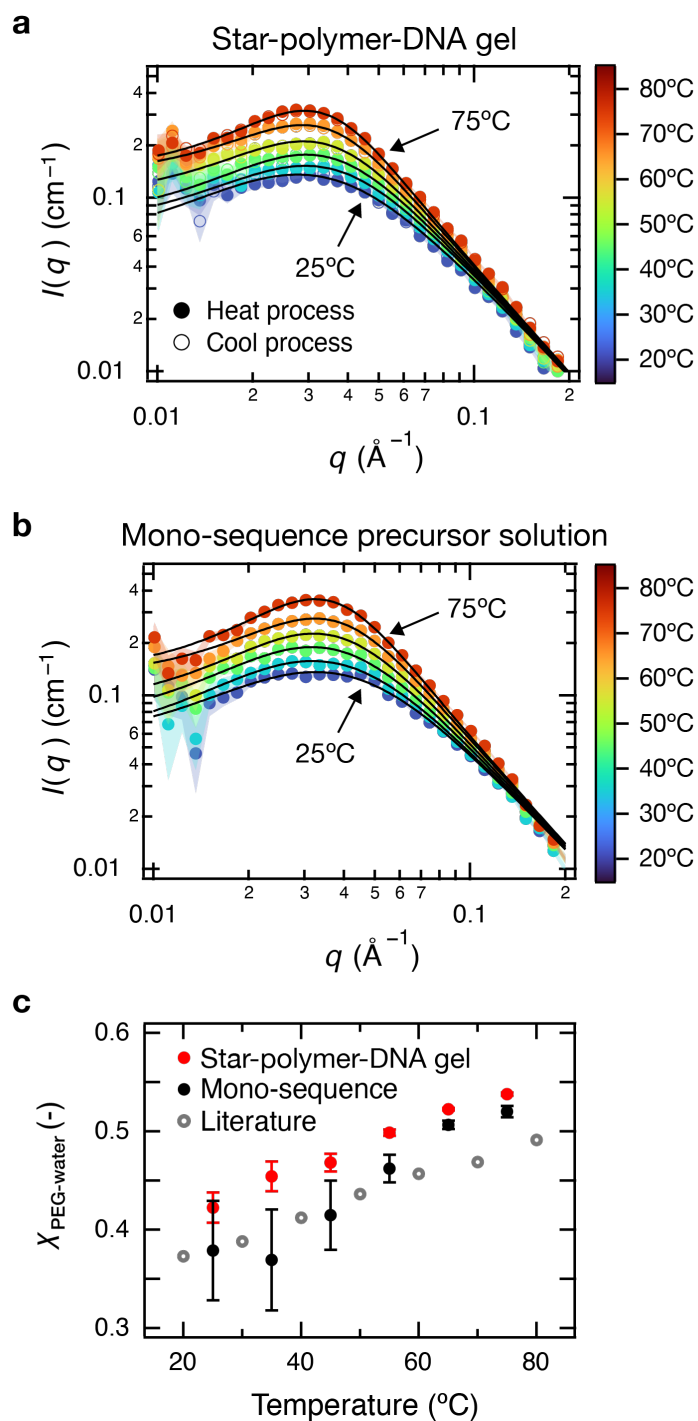 a
Star-polymer-DNA gel
4
2
0.1
6
4
2
0.01
I(q) (cm⁻¹)
75ºC
25ºC
Heat process
Cool process
0.01
2
3
4
5
6
7
0.1
2
q (Å⁻¹)
80ºC
70ºC
60ºC
50ºC
40ºC
30ºC
20ºC
b
Mono-sequence precursor solution
4
2
0.1
6
4
2
0.01
I(q) (cm⁻¹)
75ºC
25ºC
0.01
2
3
4
5
6
7
0.1
2
q (Å⁻¹)
80ºC
70ºC
60ºC
50ºC
40ºC
30ºC
20ºC
c
0.6
0.5
0.4
0.3
χPEG-water (-)
Star-polymer-DNA gel
Mono-sequence
Literature
20
40
60
80
Temperature (ºC)